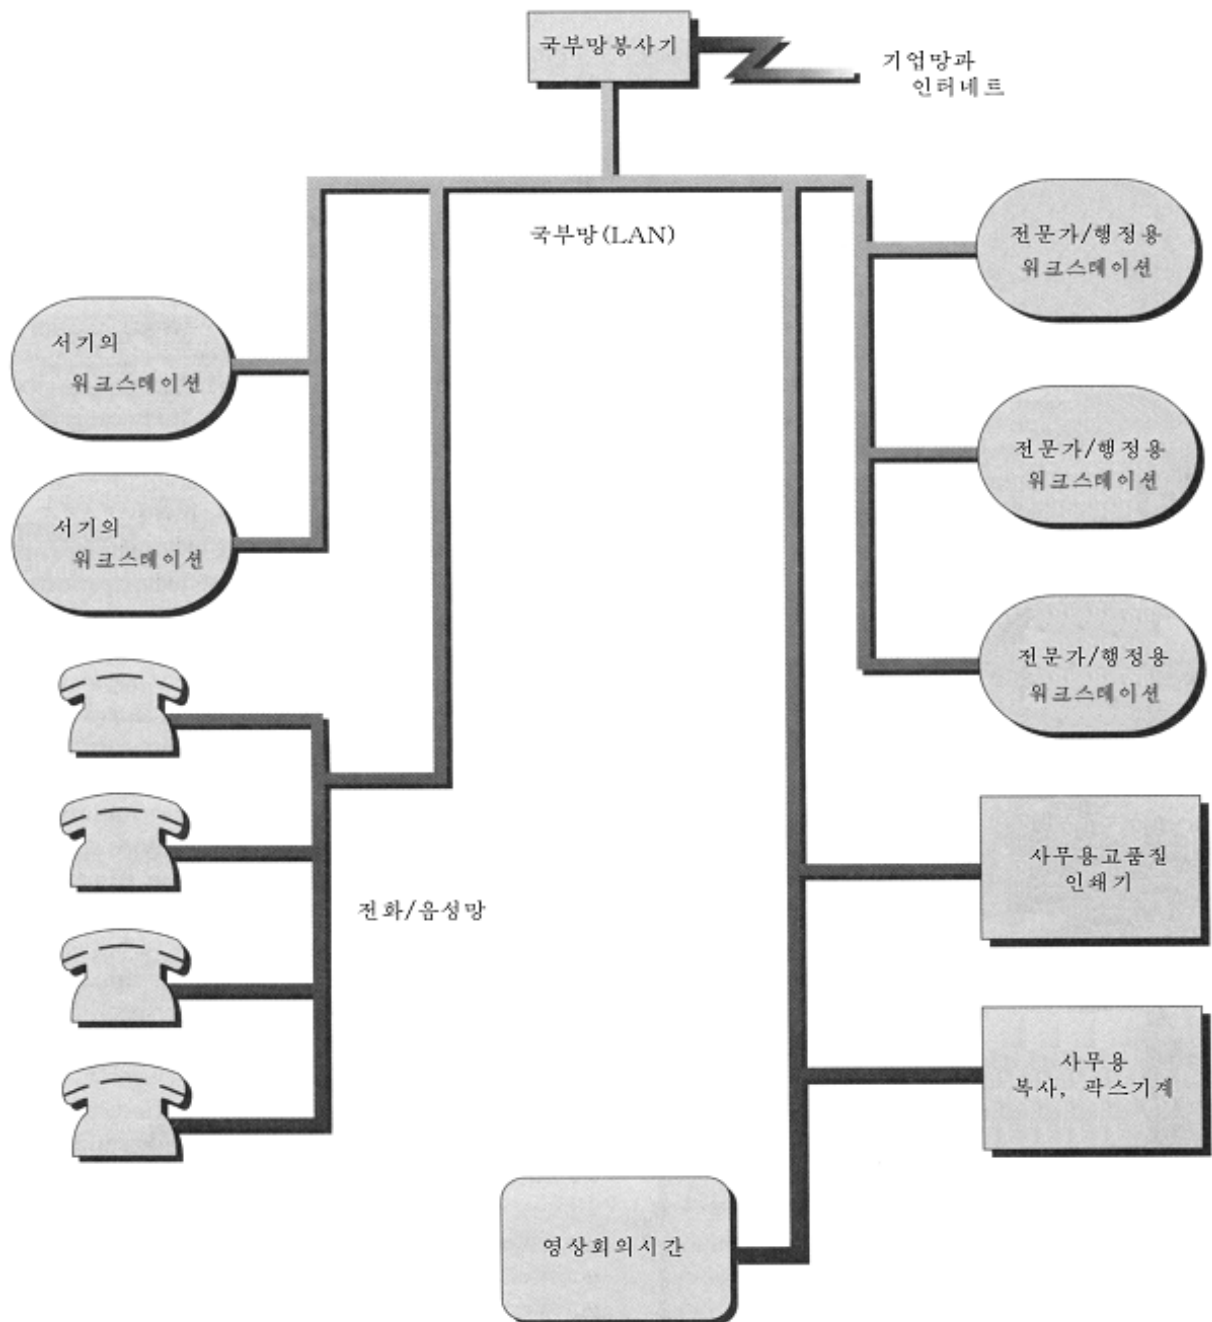 국부망봉사기
기업망과
인터네트
국부망(LAN)
전문가/행정용
워크스테이션
서기의
워크스테이션
전문가/행정용
워크스테이션
서기의
워크스테이션
전문가/행정용
워크스테이션
사무용교품질
인쇄기
전화/음성망
사무용
복사, 팍스기계
영상회의시간